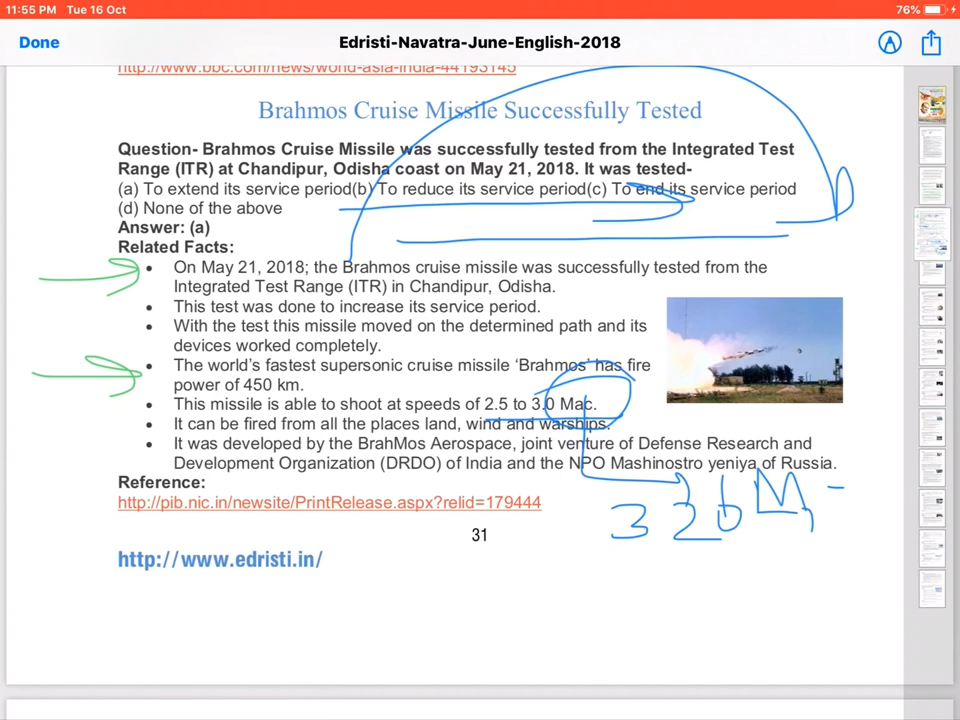 11:55 PM Tue 16 Oct 76%
Done Edristi-Navatra-June-English-2018
http://www.bbc.com/news/world-asia-india-44193145
Brahmos Cruise Missile Successfully Tested
Question- Brahmos Cruise Missile was successfully tested from the Integrated Test
Range (ITR) at Chandipur, Odisha coast on May 21, 2018. It was tested-
(a) To extend its service period(b) To reduce its service period(c) To end its service period
(d) None of the above
Answer: (a)
Related Facts:
• On May 21, 2018; the Brahmos cruise missile was successfully tested from the
Integrated Test Range (ITR) in Chandipur, Odisha.
• This test was done to increase its service period.
• With the test this missile moved on the determined path and its
devices worked completely.
• The world's fastest supersonic cruise missile 'Brahmos' has fire
power of 450 km.
• This missile is able to shoot at speeds of 2.5 to 3.0 Mac.
• It can be fired from all the places land, wind and warships.
• It was developed by the BrahMos Aerospace, joint venture of Defense Research and
Development Organization (DRDO) of India and the NPO Mashinostro yeniya of Russia.
Reference:
http://pib.nic.in/newsite/PrintRelease.aspx?relid=179444
31
http://www.edristi.in/